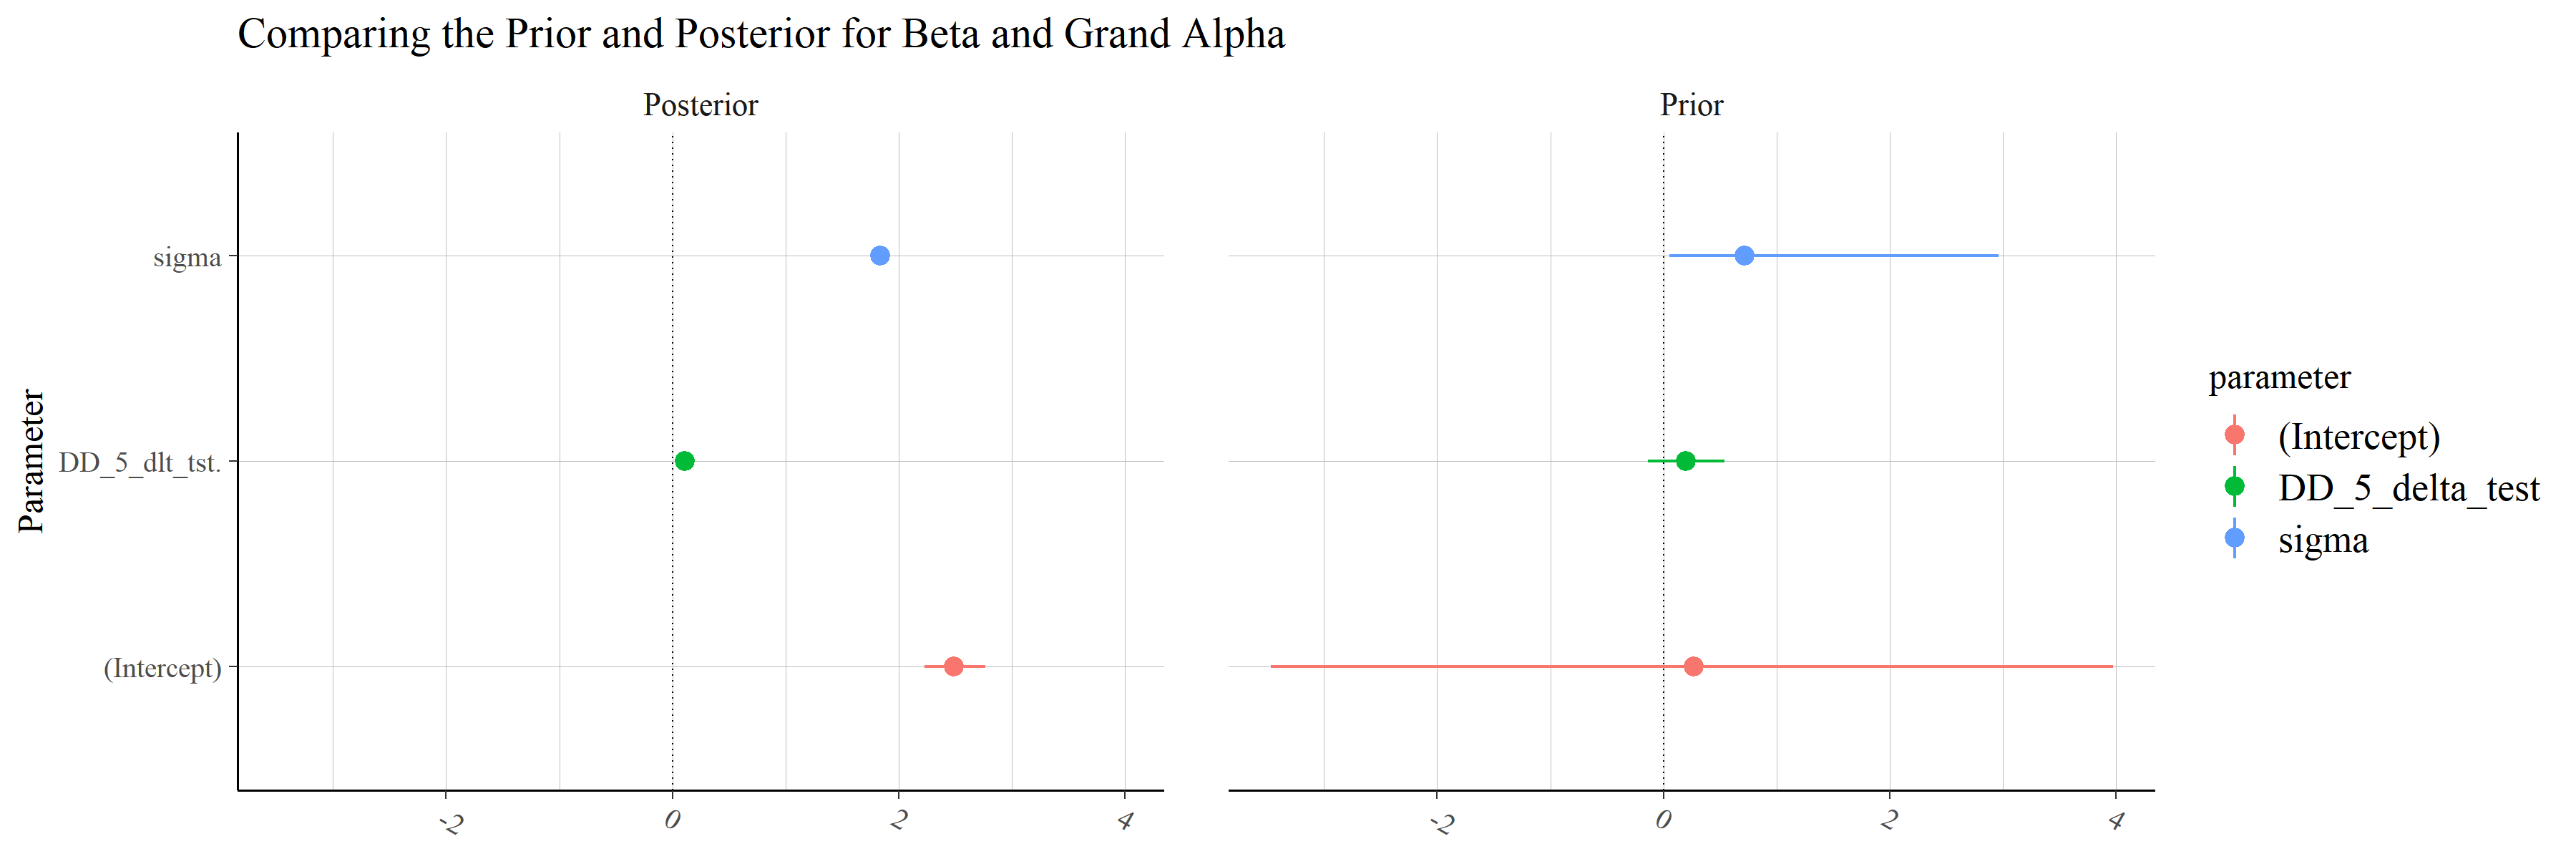 Comparing the Prior and Posterior for Beta and Grand Alpha
Posterior
Prior
Parameter
sigma
DD_5_dlt_tst.
(Intercept)
-2 0 2 4
-2 0 2 4
parameter
(Intercept)
DD_5_delta_test
sigma